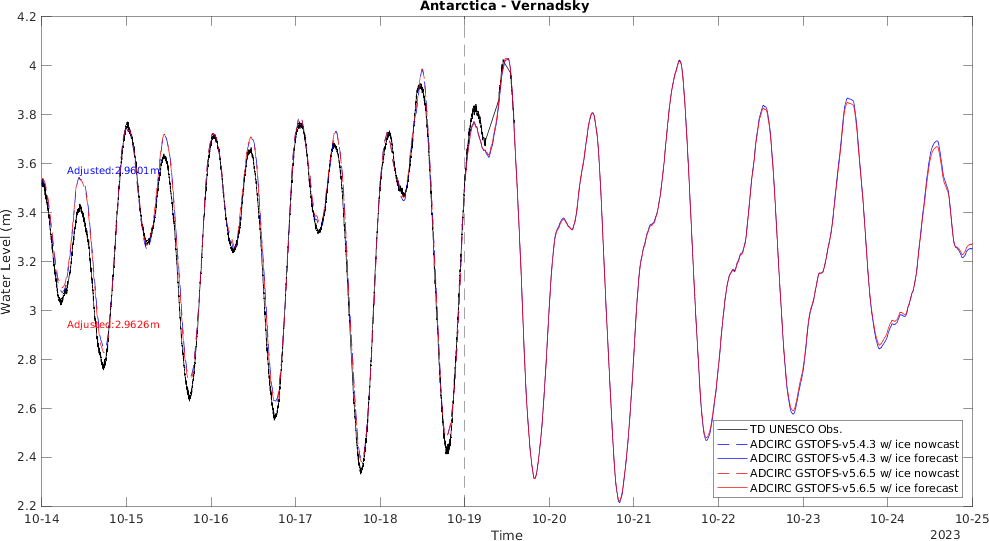 Antarctica - Vernadsky
4.2
4
3.8
3.6
3.4
3.2
3
2.8
2.6
2.4
2.2
Water Level (m)
Adjusted:2.9601m
Adjusted:2.9626m
TD UNESCO Obs.
ADCIRC GSTOFS-v5.4.3 w/ ice nowcast
ADCIRC GSTOFS-v5.4.3 w/ ice forecast
ADCIRC GSTOFS-v5.6.5 w/ ice nowcast
ADCIRC GSTOFS-v5.6.5 w/ ice forecast
10-14 10-15 10-16 10-17 10-18 10-19 10-20 10-21 10-22 10-23 10-24 10-25
Time
2023